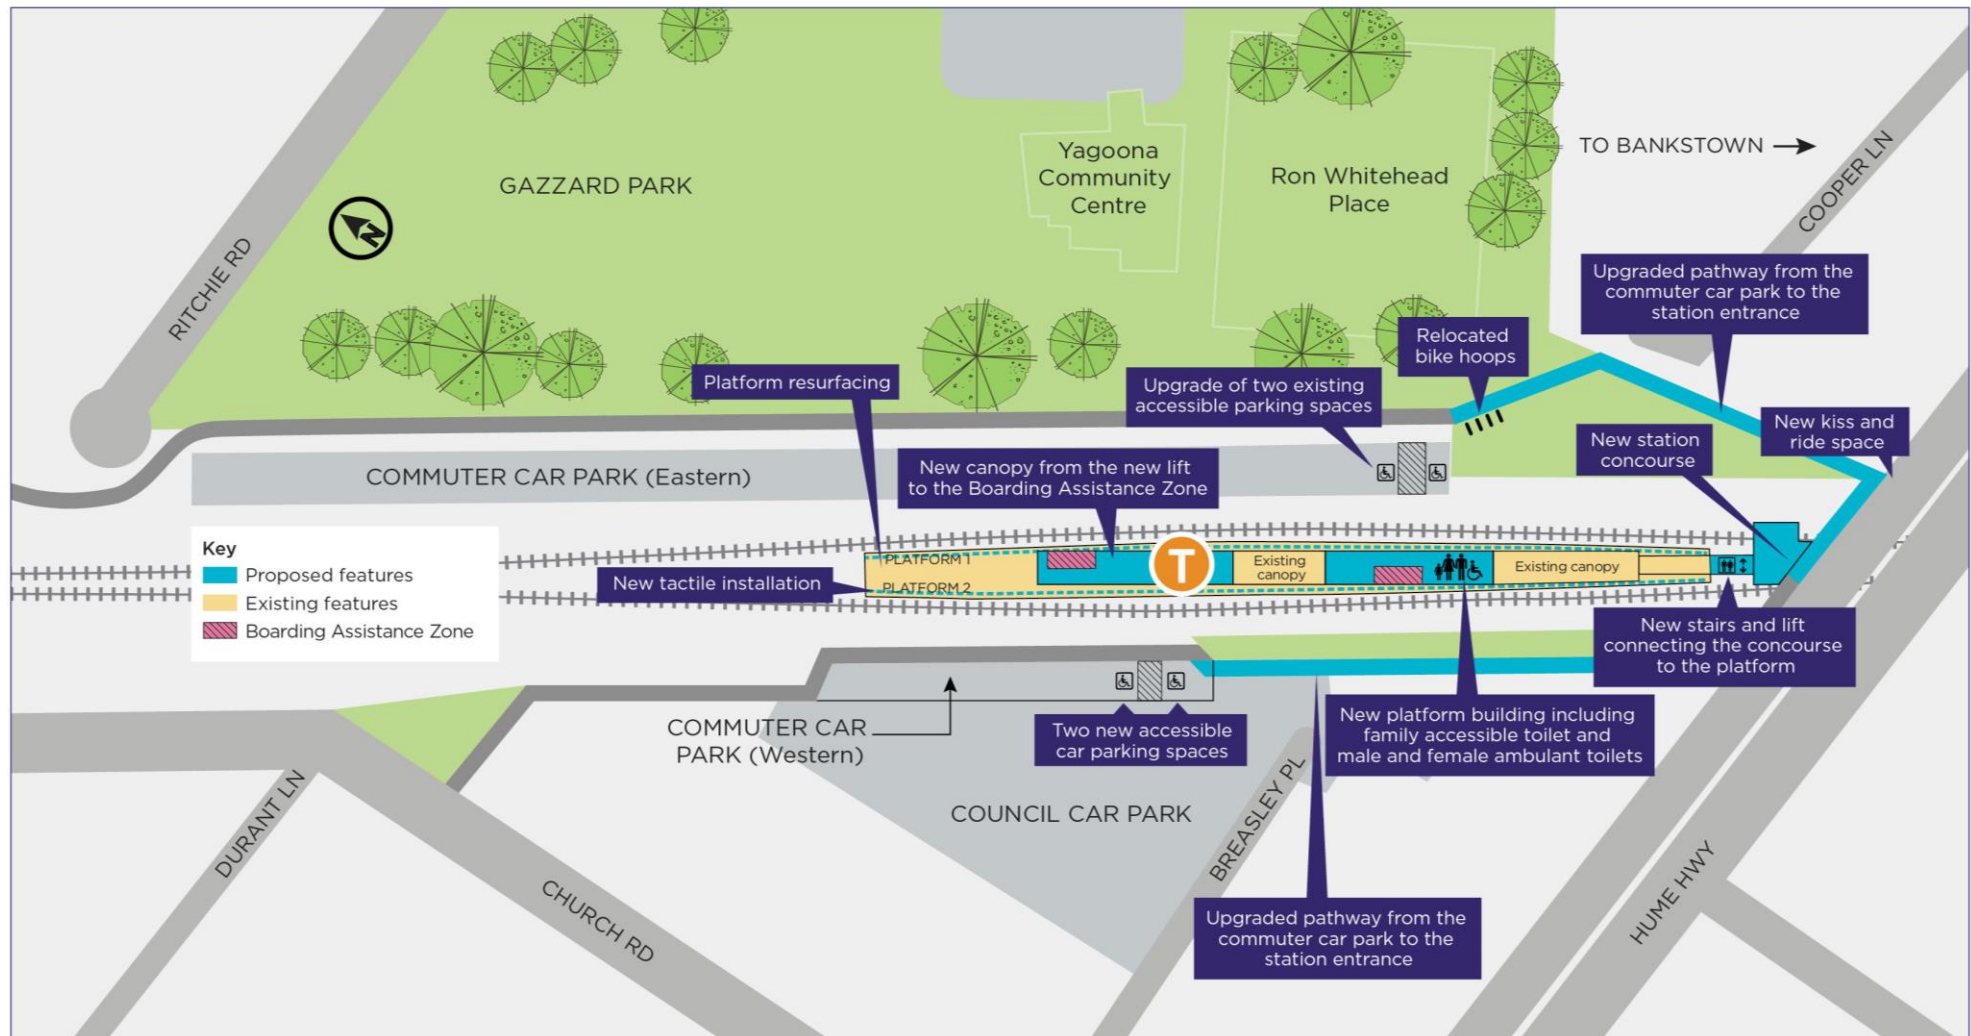 GAZZARD PARK
Yagoona
Community
Centre
Ron Whitehead
Place
TO BANKSTOWN
COOPER LN
RITCHIE RD
N
Upgraded pathway from the
commuter car park to the
station entrance
Relocated
bike hoops
Platform resurfacing
Upgrade of two existing
accessible parking spaces
New kiss and
ride space
New station
concourse
COMMUTER CAR PARK (Eastern)
New canopy from the new lift
to the Boarding Assistance Zone
Key
Proposed features
Existing features
Boarding Assistance Zone
PLATFORM 1
PLATFORM 2
T
Existing
canopy
Existing canopy
New tactile installation
New stairs and lift
connecting the concourse
to the platform
COMMUTER CAR
PARK (Western)
Two new accessible
car parking spaces
New platform building including
family accessible toilet and
male and female ambulant toilets
COUNCIL CAR PARK
BREASLEY PL
DURANT LN
CHURCH RD
HUME HWY
Upgraded pathway from the
commuter car park to the
station entrance